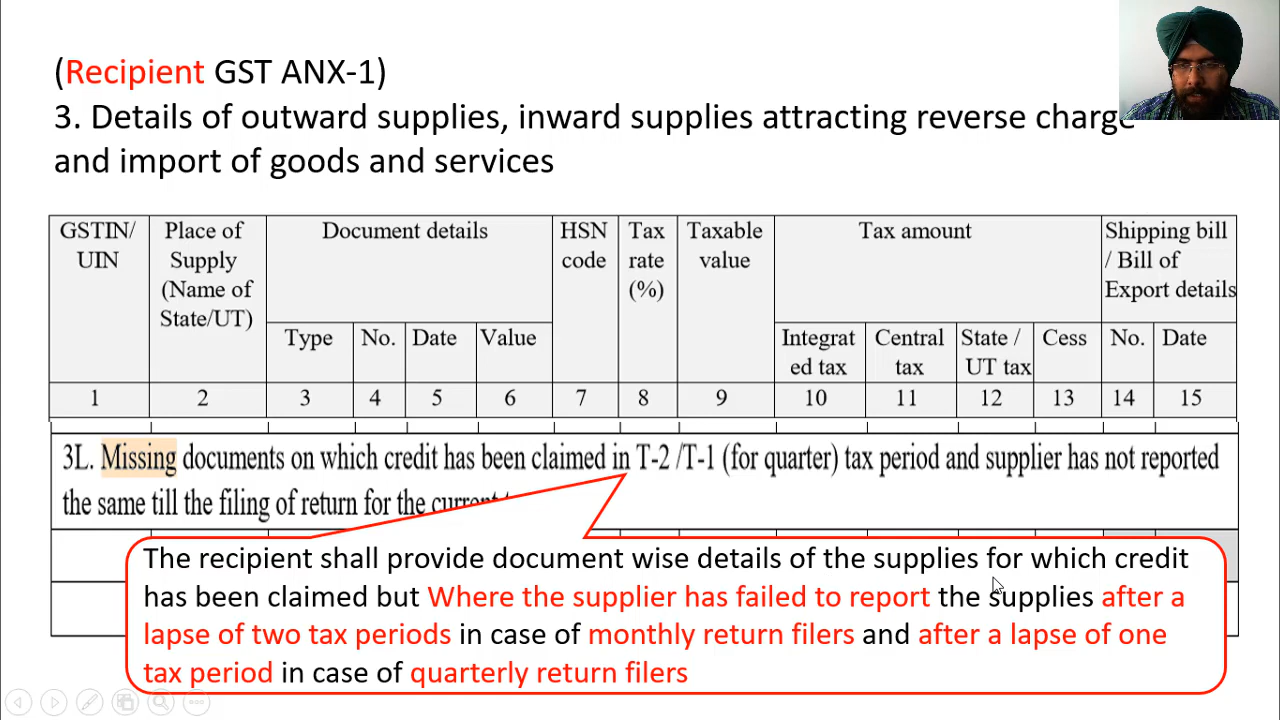 (Recipient GST ANX-1)
3. Details of outward supplies, inward supplies attracting reverse charge
and import of goods and services
GSTIN/
UIN
Place of
Supply
(Name of
State/UT)
Document details
HSN
code
Tax
rate
(%)
Taxable
value
Tax amount
Shipping bill
/ Bill of
Export details
Type
No.
Date
Value
Integrat
ed tax
Central
tax
State /
UT tax
Cess
No.
Date
1 2 3 4 5 6 7 8 9 10 11 12 13 14 15
3L. Missing documents on which credit has been claimed in T-2 /T-1 (for quarter) tax period and supplier has not reported
the same till the filing of return for the current
The recipient shall provide document wise details of the supplies for which credit
has been claimed but Where the supplier has failed to report the supplies after a
lapse of two tax periods in case of monthly return filers and after a lapse of one
tax period in case of quarterly return filers